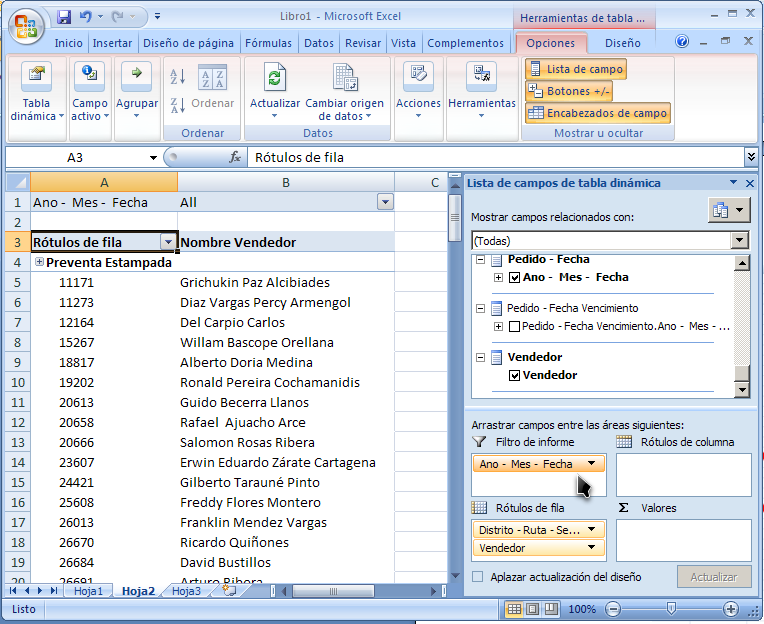 Libro1 - Microsoft Excel
Herramientas de tabla ...
Inicio Insertar Diseño de página Fórmulas Datos Revisar Vista Complementos Opciones Diseño
Tabla dinámica
Campo activo
Agrupar
Ordenar
Ordenar
Actualizar
Cambiar origen de datos
Datos
Acciones
Herramientas
Lista de campo
Botones +/-
Encabezados de campo
Mostrar u ocultar
A3 fx Rótulos de fila
A B C
1 Ano - Mes - Fecha All
2
3 Rótulos de fila Nombre Vendedor
4 Preventa Estampada
5 11171 Grichukin Paz Alcibiades
6 11273 Diaz Vargas Percy Armengol
7 12164 Del Carpio Carlos
8 15267 Willam Bascope Orellana
9 18817 Alberto Doria Medina
10 19202 Ronald Pereira Cochamanidis
11 20613 Guido Becerra Llanos
12 20658 Rafael Ajuacho Arce
13 20666 Salomon Rosas Ribera
14 23607 Erwin Eduardo Zárate Cartagena
15 24421 Gilberto Tarauné Pinto
16 25608 Freddy Flores Montero
17 26013 Franklin Mendez Vargas
18 26670 Ricardo Quiñones
19 26684 David Bustillos
20 26691 Arturo Ribera
Hoja1 Hoja2 Hoja3
Listo
100%
Lista de campos de tabla dinámica
Mostrar campos relacionados con:
(Todas)
Pedido - Fecha
Ano - Mes - Fecha
Pedido - Fecha Vencimiento
Pedido - Fecha Vencimiento.Ano - Mes - ...
Vendedor
Vendedor
Arrastrar campos entre las áreas siguientes:
Filtro de informe
Rótulos de columna
Ano - Mes - Fecha
Rótulos de fila
Σ Valores
Distrito - Ruta - Se...
Vendedor
Aplazar actualización del diseño
Actualizar